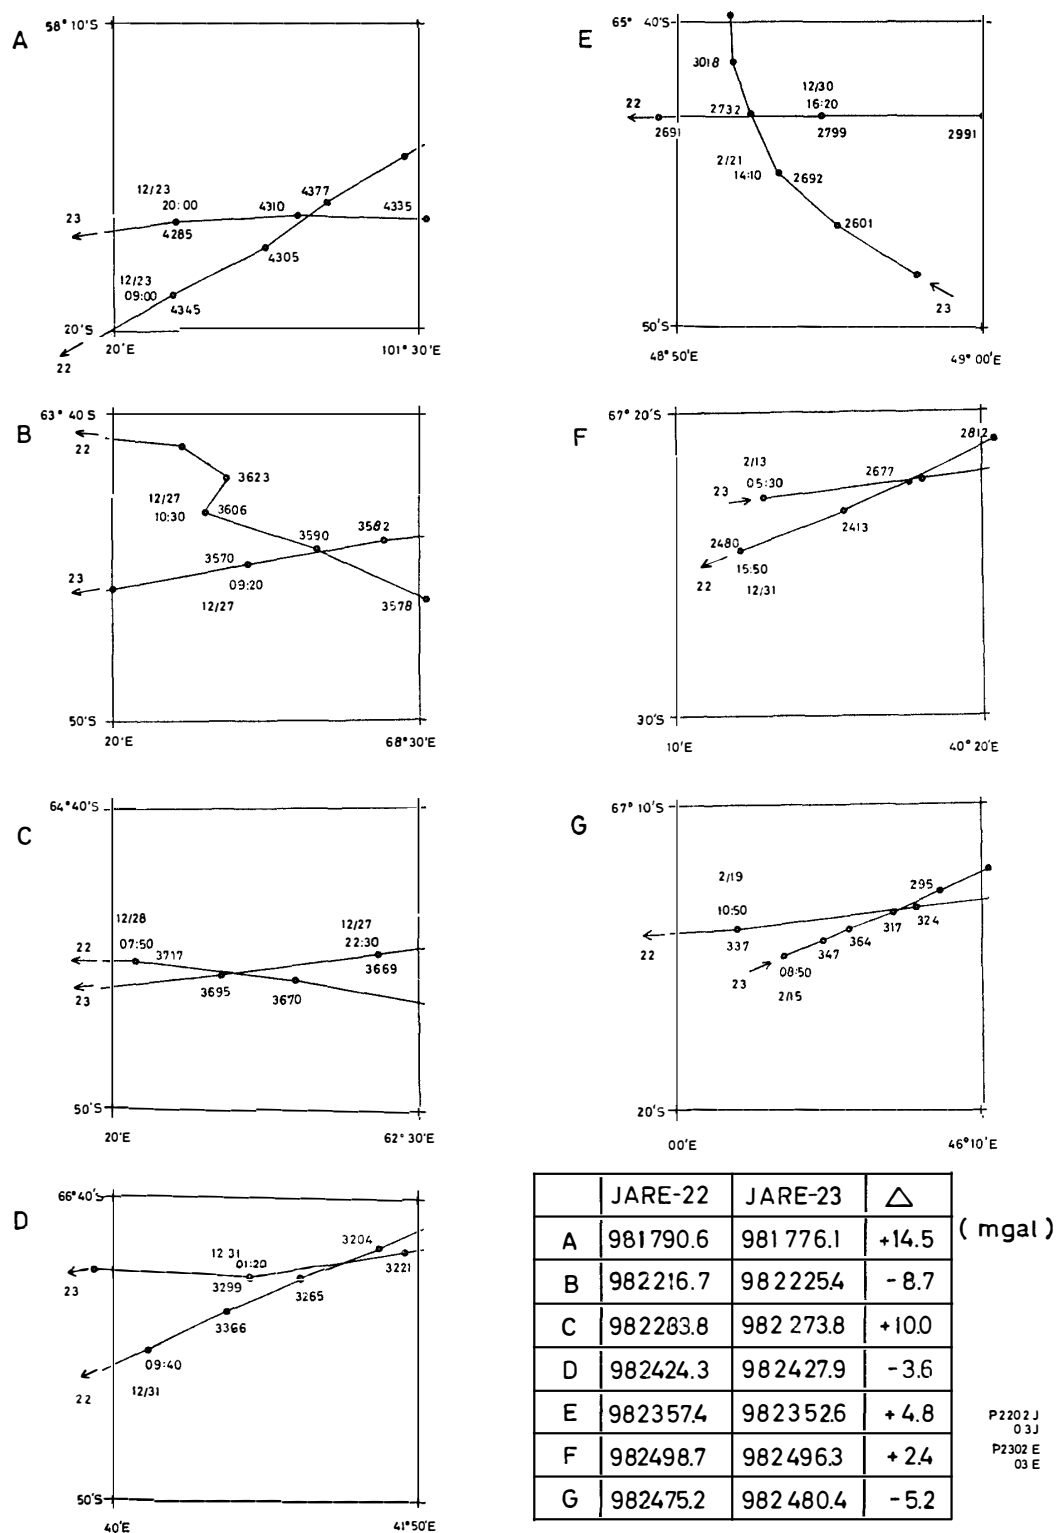 A
58°10'S
12/23
20:00
4310
4377
4335
23
4285
4305
12/23
09:00
4345
20'S
20'E
101°30'E
22
B
63°40'S
22
3623
12/27
10:30
3606
3582
3590
3570
23
09:20
12/27
3578
50'S
20'E
68°30'E
C
64°40'S
12/28
07:50
3717
12/27
22:30
3669
22
23
3695
3670
50'S
20'E
62°30'E
D
66°40'S
3204
12 31
01:20
3221
23
3299
3265
3366
09:40
22
12/31
50'S
40'E
41°50'E
E
65° 40'S
3018
12/30
16:20
22
2732
2691
2799
2991
2/21
14:10
2692
2601
23
50'S
48°50'E
49°00'E
F
67°20'S
2812
2/13
05:30
2677
23
2413
2480
15:50
22
12/31
30'S
10'E
40°20'E
G
67°10'S
2/19
295
10:50
324
317
337
364
347
22
08:50
23
2/15
20'S
00'E
46°10'E
JARE-22 JARE-23 △
(mgal)
A 981790.6 981776.1 +14.5
B 982216.7 982225.4 -8.7
C 982283.8 982273.8 +10.0
D 982424.3 982427.9 -3.6
E 982357.4 982352.6 +4.8
F 982498.7 982496.3 +2.4
G 982475.2 982480.4 -5.2
P2202J
03J
P2302E
03E